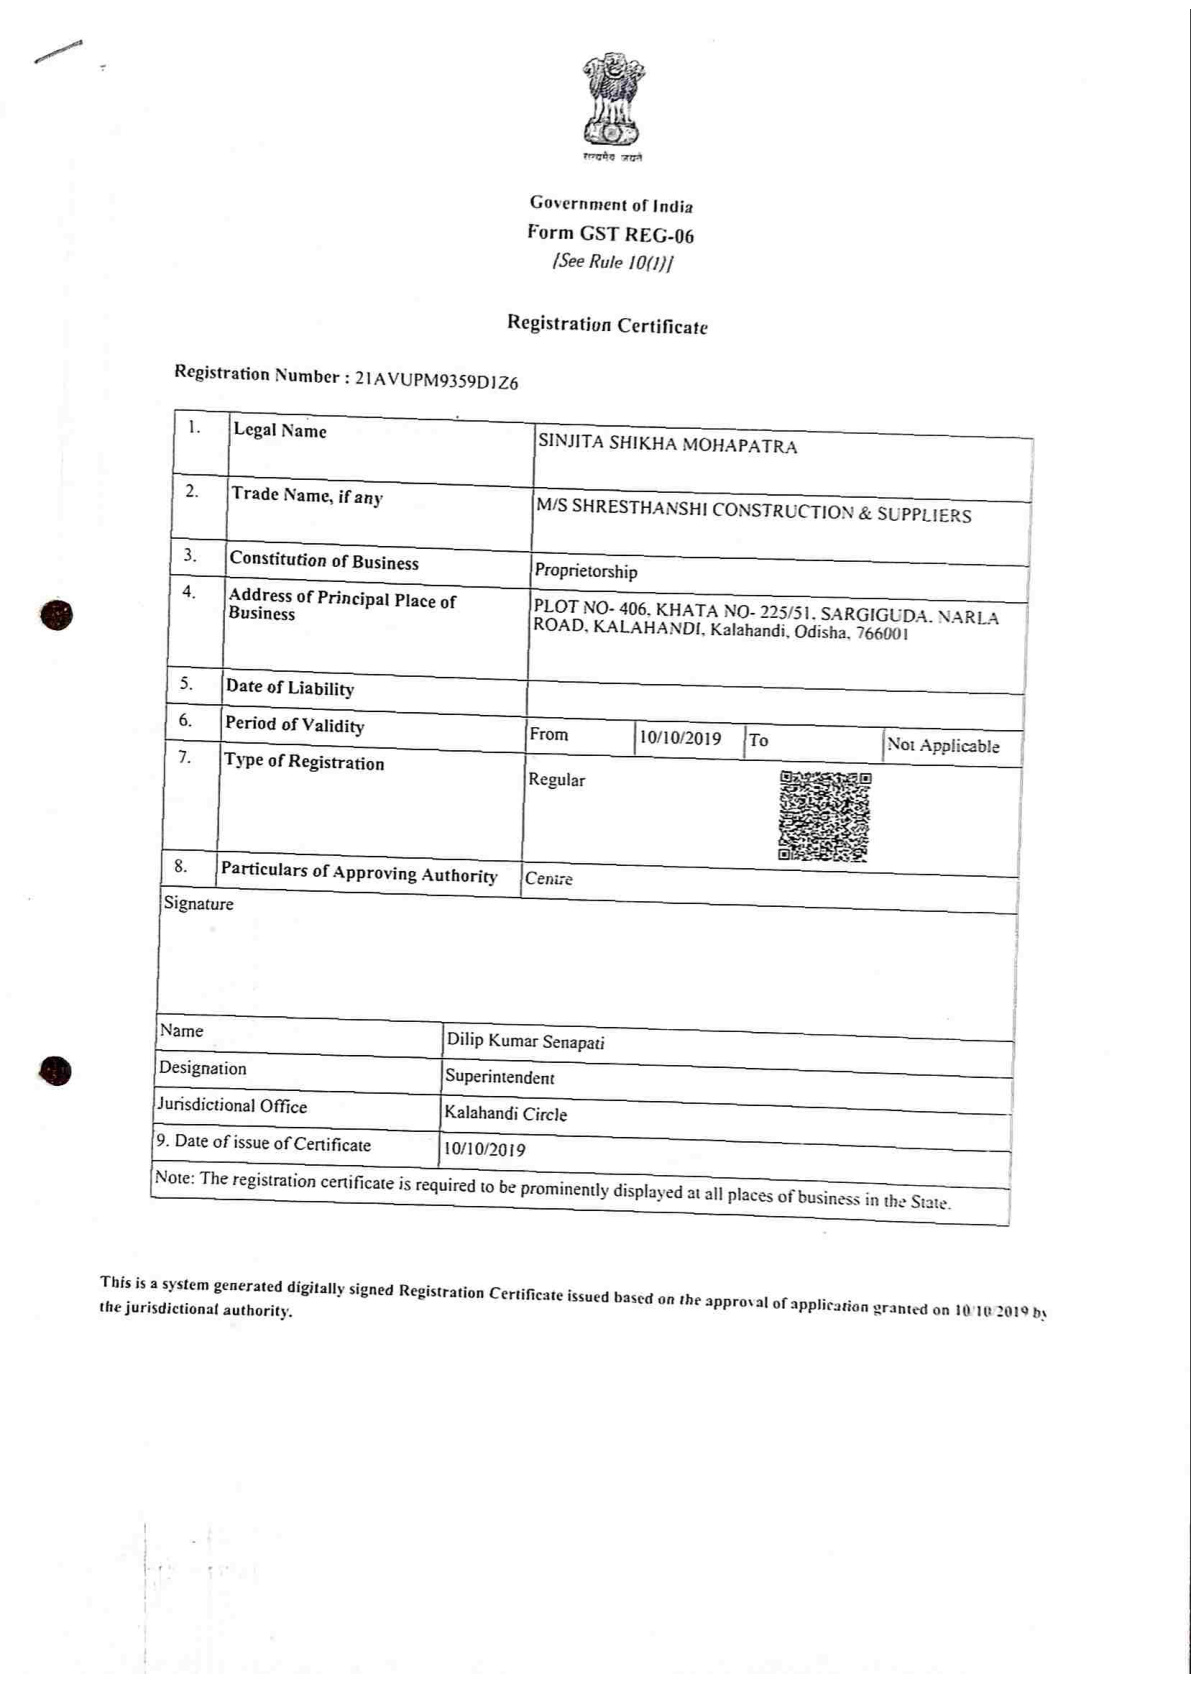 सत्यमेव जयते
Government of India
Form GST REG-06
[See Rule 10(1)]
Registration Certificate
Registration Number : 21AVUPM9359D1Z6
1. Legal Name SINJITA SHIKHA MOHAPATRA
2. Trade Name, if any M/S SHRESTHANSHI CONSTRUCTION & SUPPLIERS
3. Constitution of Business Proprietorship
4. Address of Principal Place of Business PLOT NO- 406, KHATA NO- 225/51, SARGIGUDA, NARLA
ROAD, KALAHANDI, Kalahandi, Odisha, 766001
5. Date of Liability
6. Period of Validity From 10/10/2019 To Not Applicable
7. Type of Registration Regular
8. Particulars of Approving Authority Centre
Signature
Name Dilip Kumar Senapati
Designation Superintendent
Jurisdictional Office Kalahandi Circle
9. Date of issue of Certificate 10/10/2019
Note: The registration certificate is required to be prominently displayed at all places of business in the State.
This is a system generated digitally signed Registration Certificate issued based on the approval of application granted on 10/10/2019 by
the jurisdictional authority.